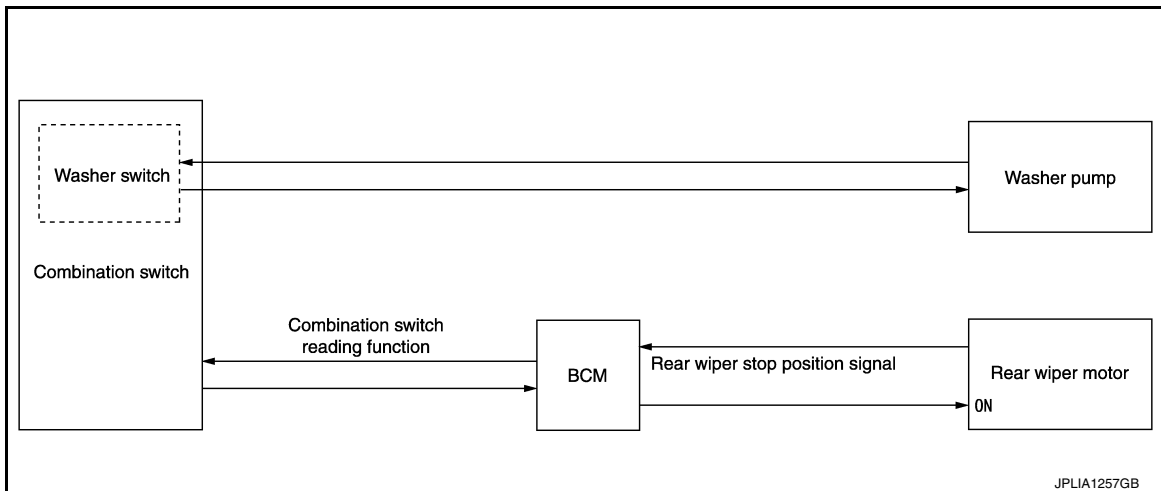 Washer switch
Combination switch
Washer pump
Combination switch
reading function
BCM
Rear wiper stop position signal
Rear wiper motor
ON
JPLIA1257GB